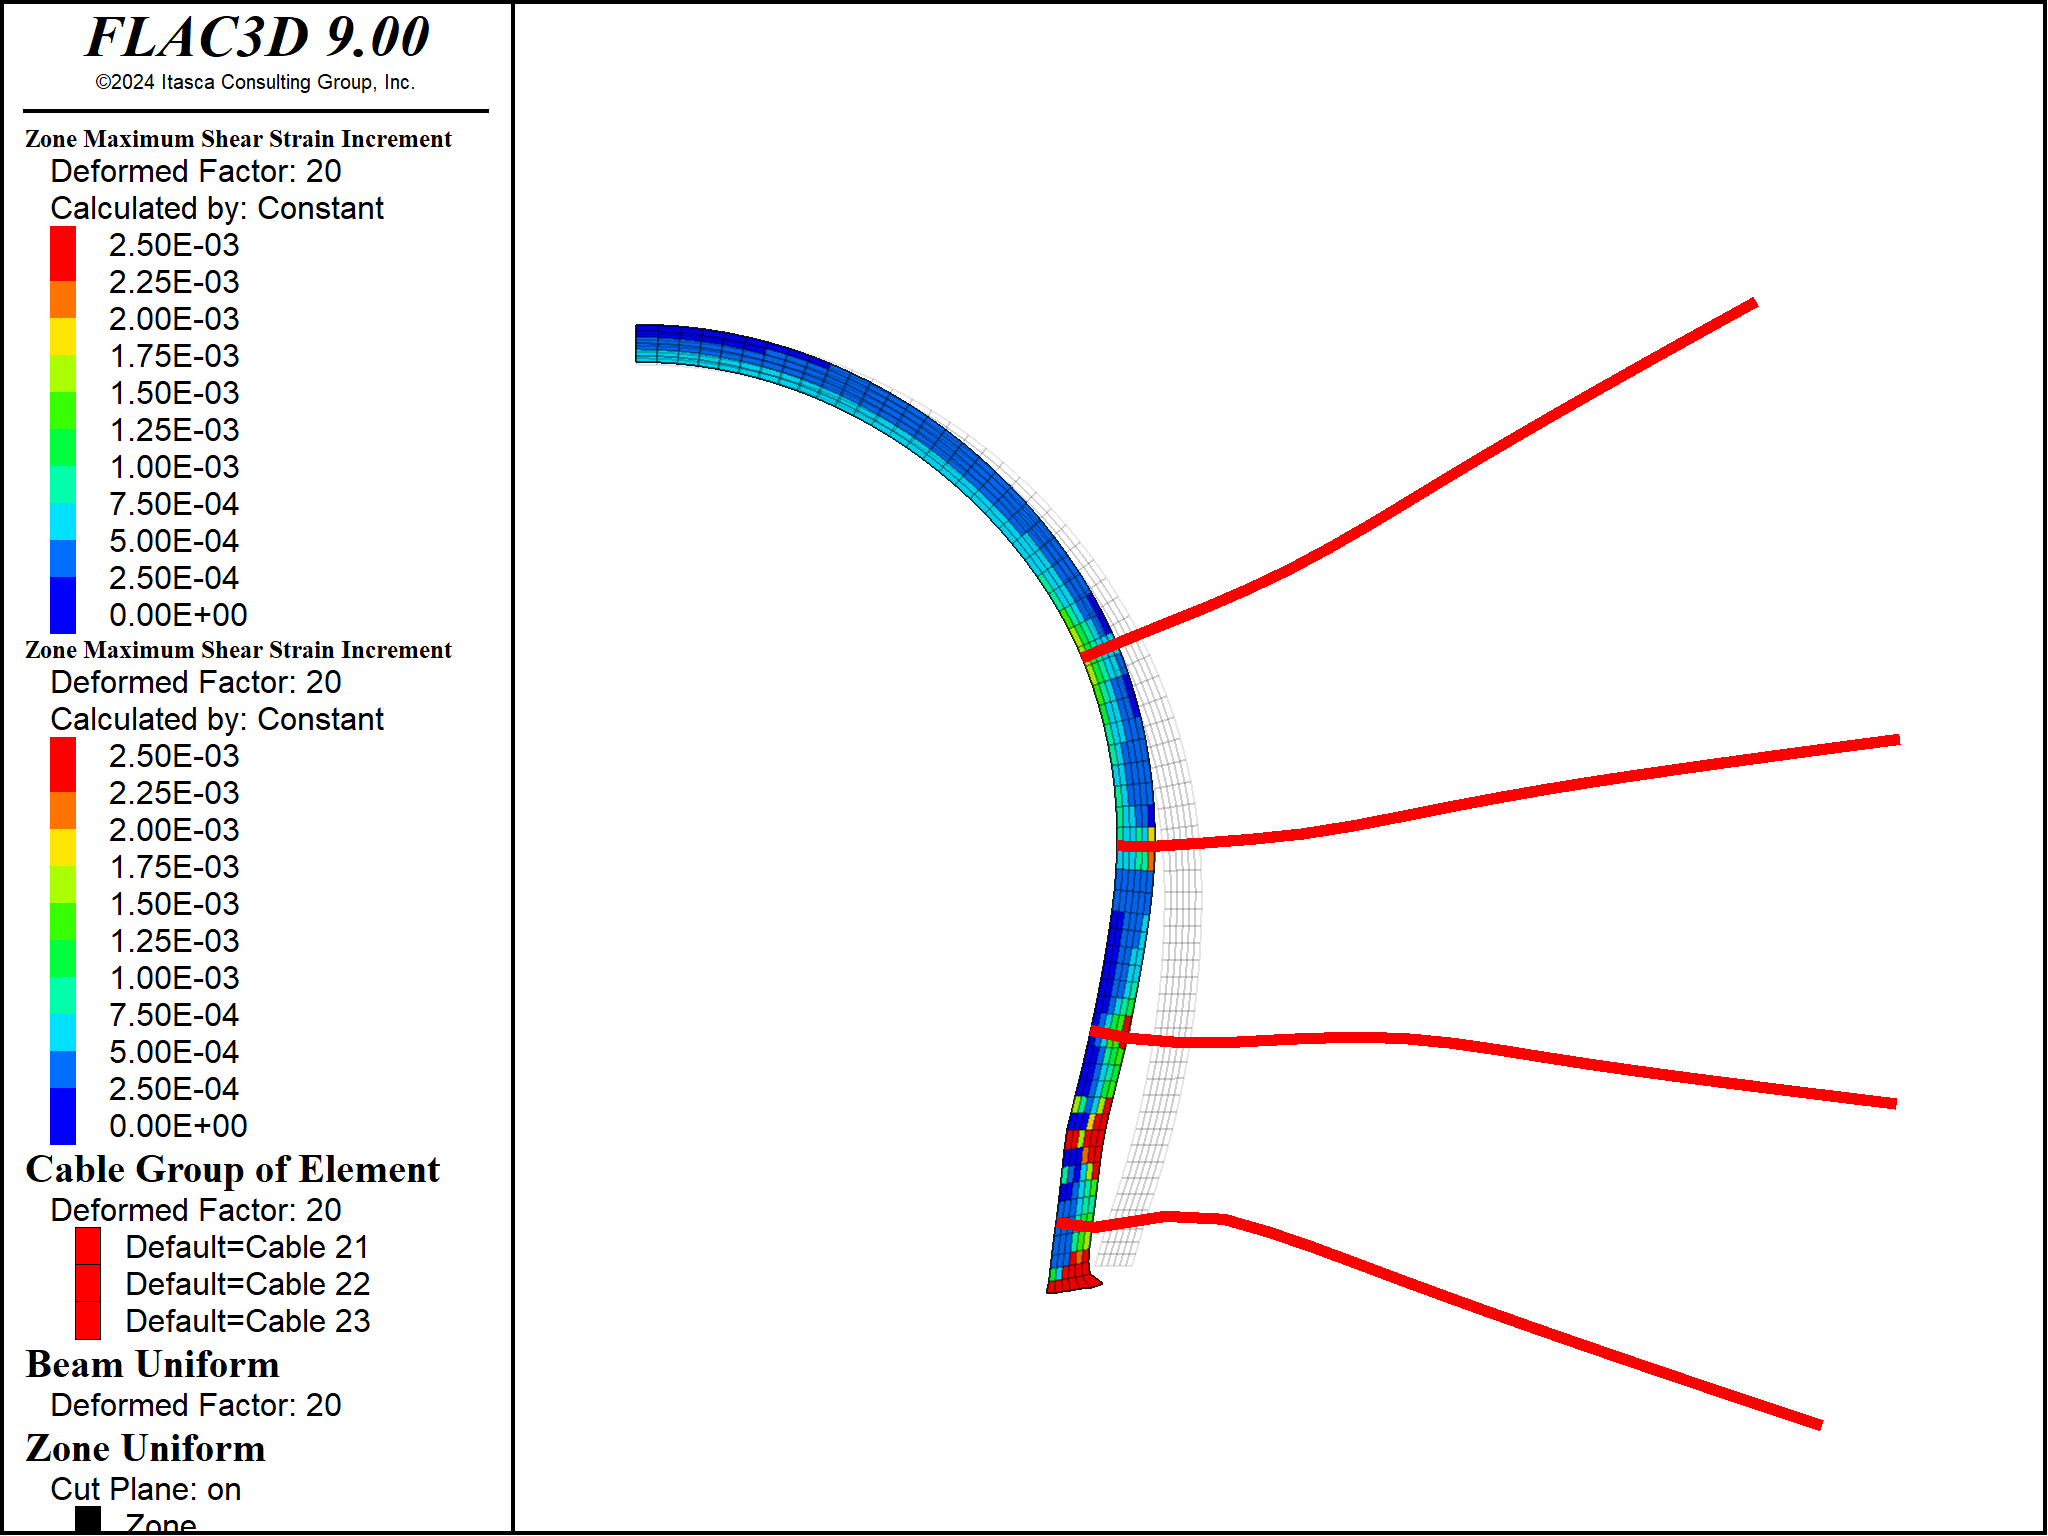 FLAC3D 9.00
©2024 Itasca Consulting Group, Inc.
Zone Maximum Shear Strain Increment
Deformed Factor: 20
Calculated by: Constant
2.50E-03
2.25E-03
2.00E-03
1.75E-03
1.50E-03
1.25E-03
1.00E-03
7.50E-04
5.00E-04
2.50E-04
0.00E+00
Zone Maximum Shear Strain Increment
Deformed Factor: 20
Calculated by: Constant
2.50E-03
2.25E-03
2.00E-03
1.75E-03
1.50E-03
1.25E-03
1.00E-03
7.50E-04
5.00E-04
2.50E-04
0.00E+00
Cable Group of Element
Deformed Factor: 20
Default=Cable 21
Default=Cable 22
Default=Cable 23
Beam Uniform
Deformed Factor: 20
Zone Uniform
Cut Plane: on
Zone